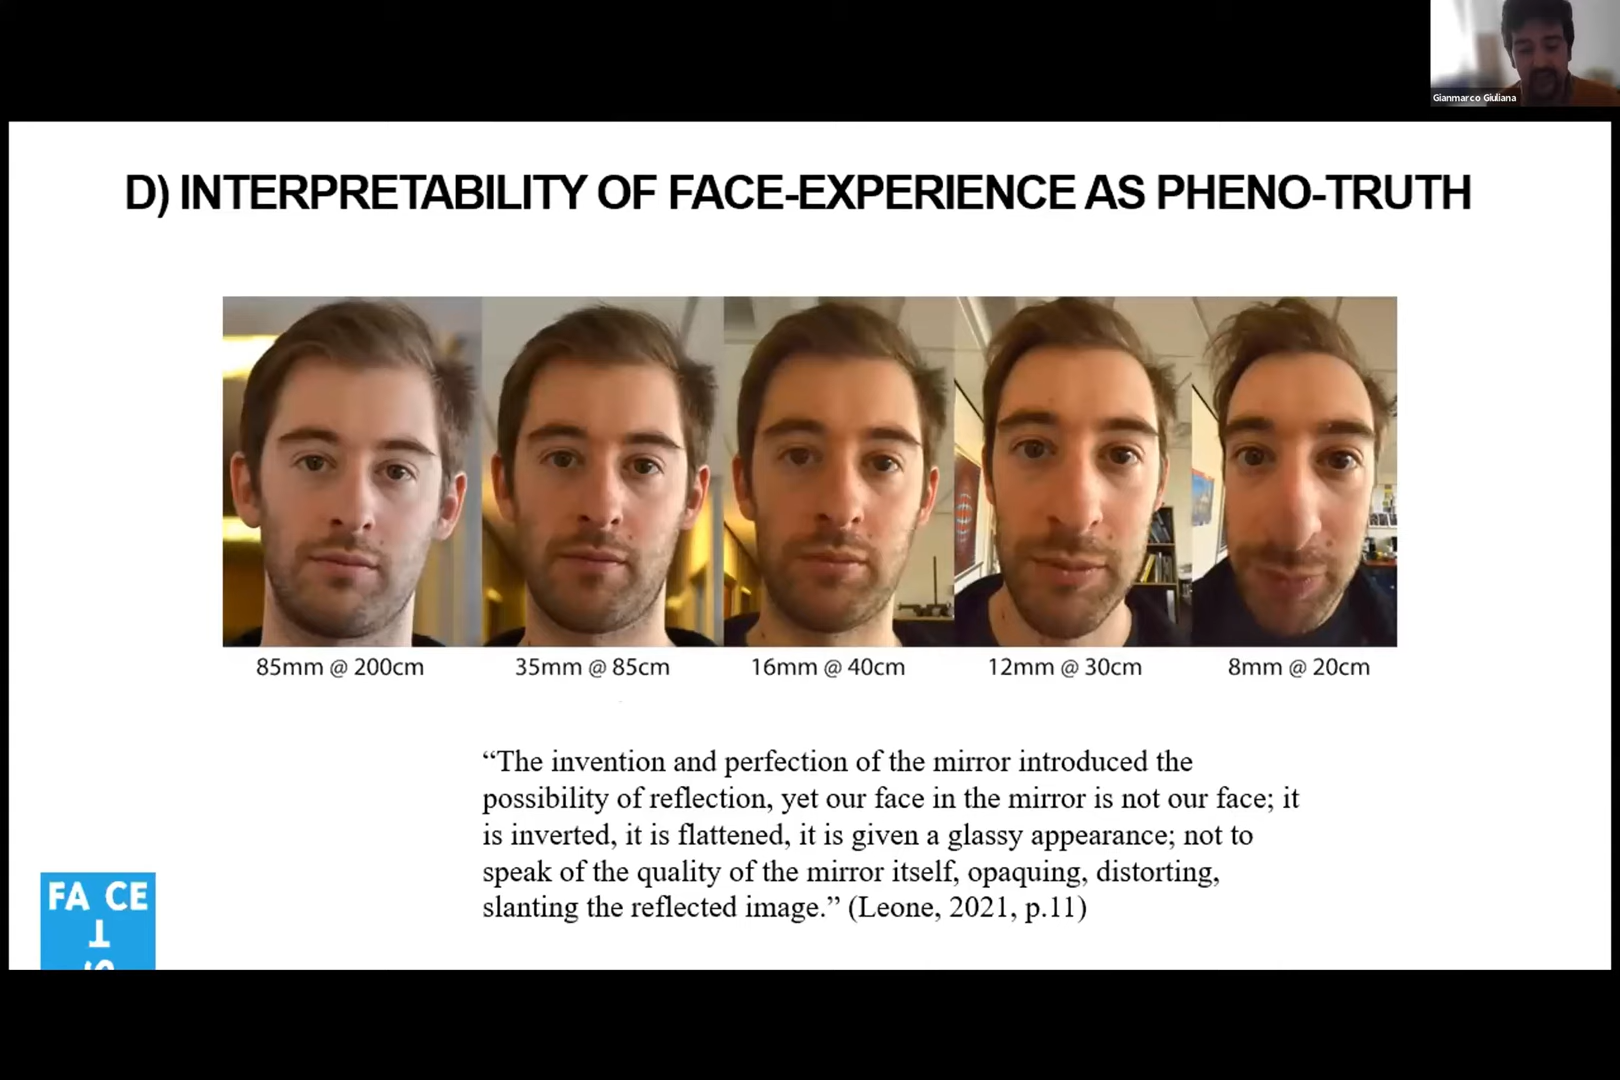 Gianmarco Giuliana
D) INTERPRETABILITY OF FACE-EXPERIENCE AS PHENO-TRUTH
85mm @ 200cm
35mm @ 85cm
16mm @ 40cm
12mm @ 30cm
8mm @ 20cm
“The invention and perfection of the mirror introduced the
possibility of reflection, yet our face in the mirror is not our face; it
is inverted, it is flattened, it is given a glassy appearance; not to
speak of the quality of the mirror itself, opaquing, distorting,
slanting the reflected image.” (Leone, 2021, p.11)
FA CE
T
S